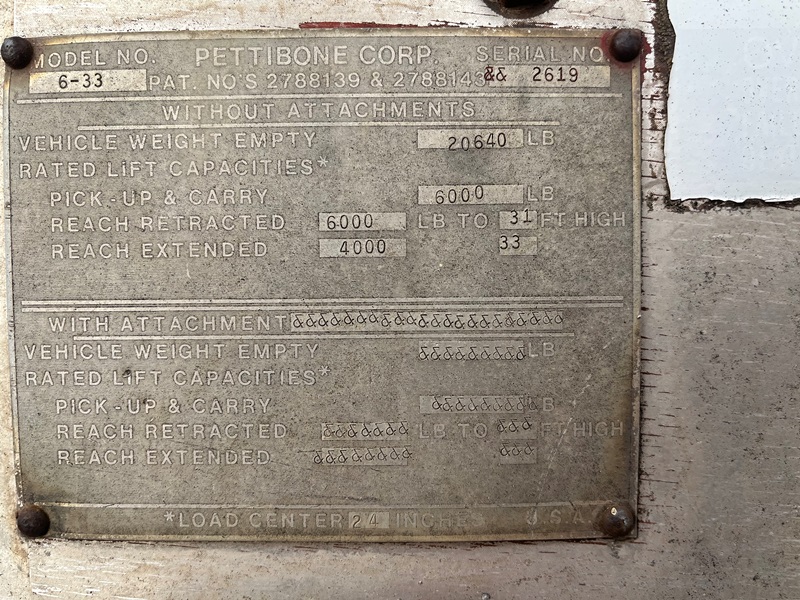 MODEL NO. PETTIBONE CORP. SERIAL NO.
6-33 PAT. NO'S 2788139 & 2788143 && 2619
WITHOUT ATTACHMENTS
VEHICLE WEIGHT EMPTY 20640 LB
RATED LIFT CAPACITIES*
PICK-UP & CARRY 6000 LB
REACH RETRACTED 6000 LB TO 31 FT HIGH
REACH EXTENDED 4000 33
WITH ATTACHMENT &&&&&&&&&&&&&&&&&&&&&&
VEHICLE WEIGHT EMPTY &&&&&&&&& LB
RATED LIFT CAPACITIES*
PICK-UP & CARRY &&&&&&&& LB
REACH RETRACTED &&&&&&& LB TO &&& FT HIGH
REACH EXTENDED &&&&&&&& &&&
*LOAD CENTER 24 INCHES U.S.A.